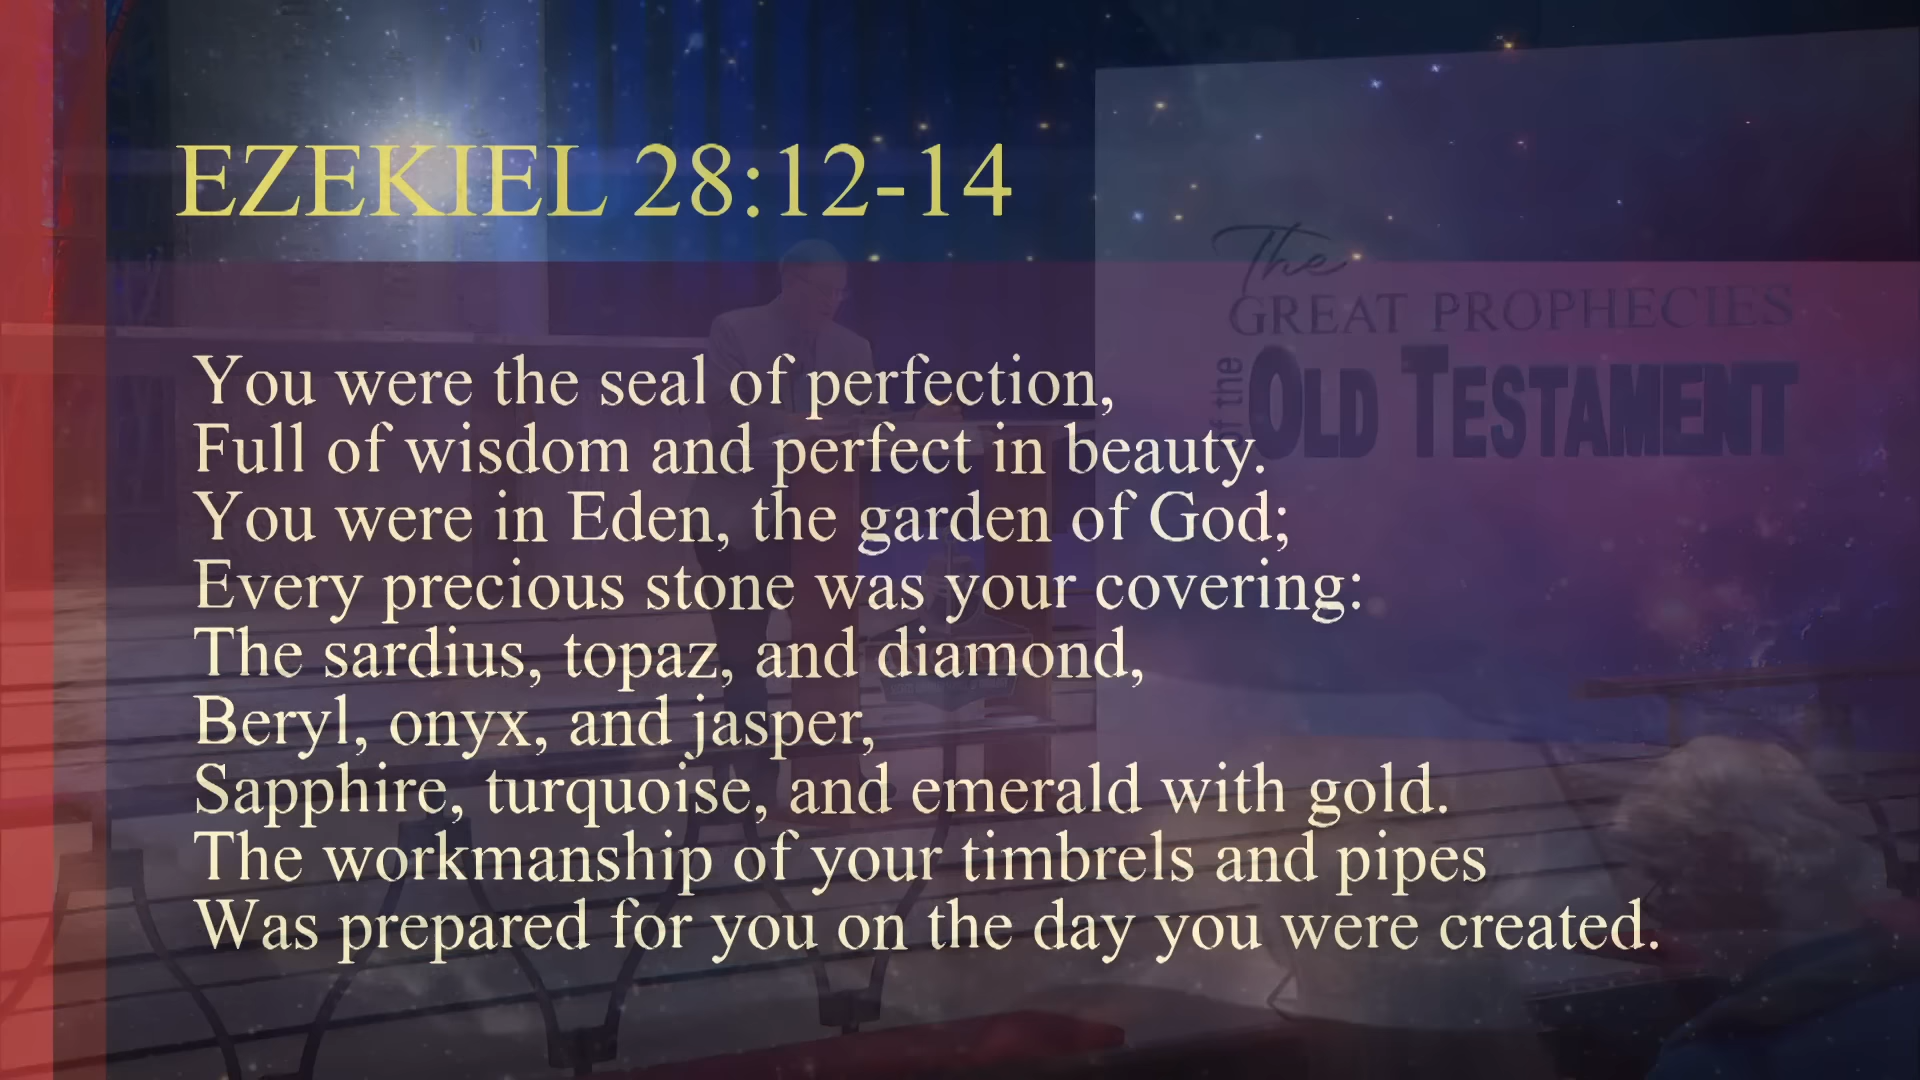 EZEKIEL 28:12-14
The
GREAT PROPHECIES
of the
OLD TESTAMENT
You were the seal of perfection,
Full of wisdom and perfect in beauty.
You were in Eden, the garden of God;
Every precious stone was your covering:
The sardius, topaz, and diamond,
Beryl, onyx, and jasper,
Sapphire, turquoise, and emerald with gold.
The workmanship of your timbrels and pipes
Was prepared for you on the day you were created.